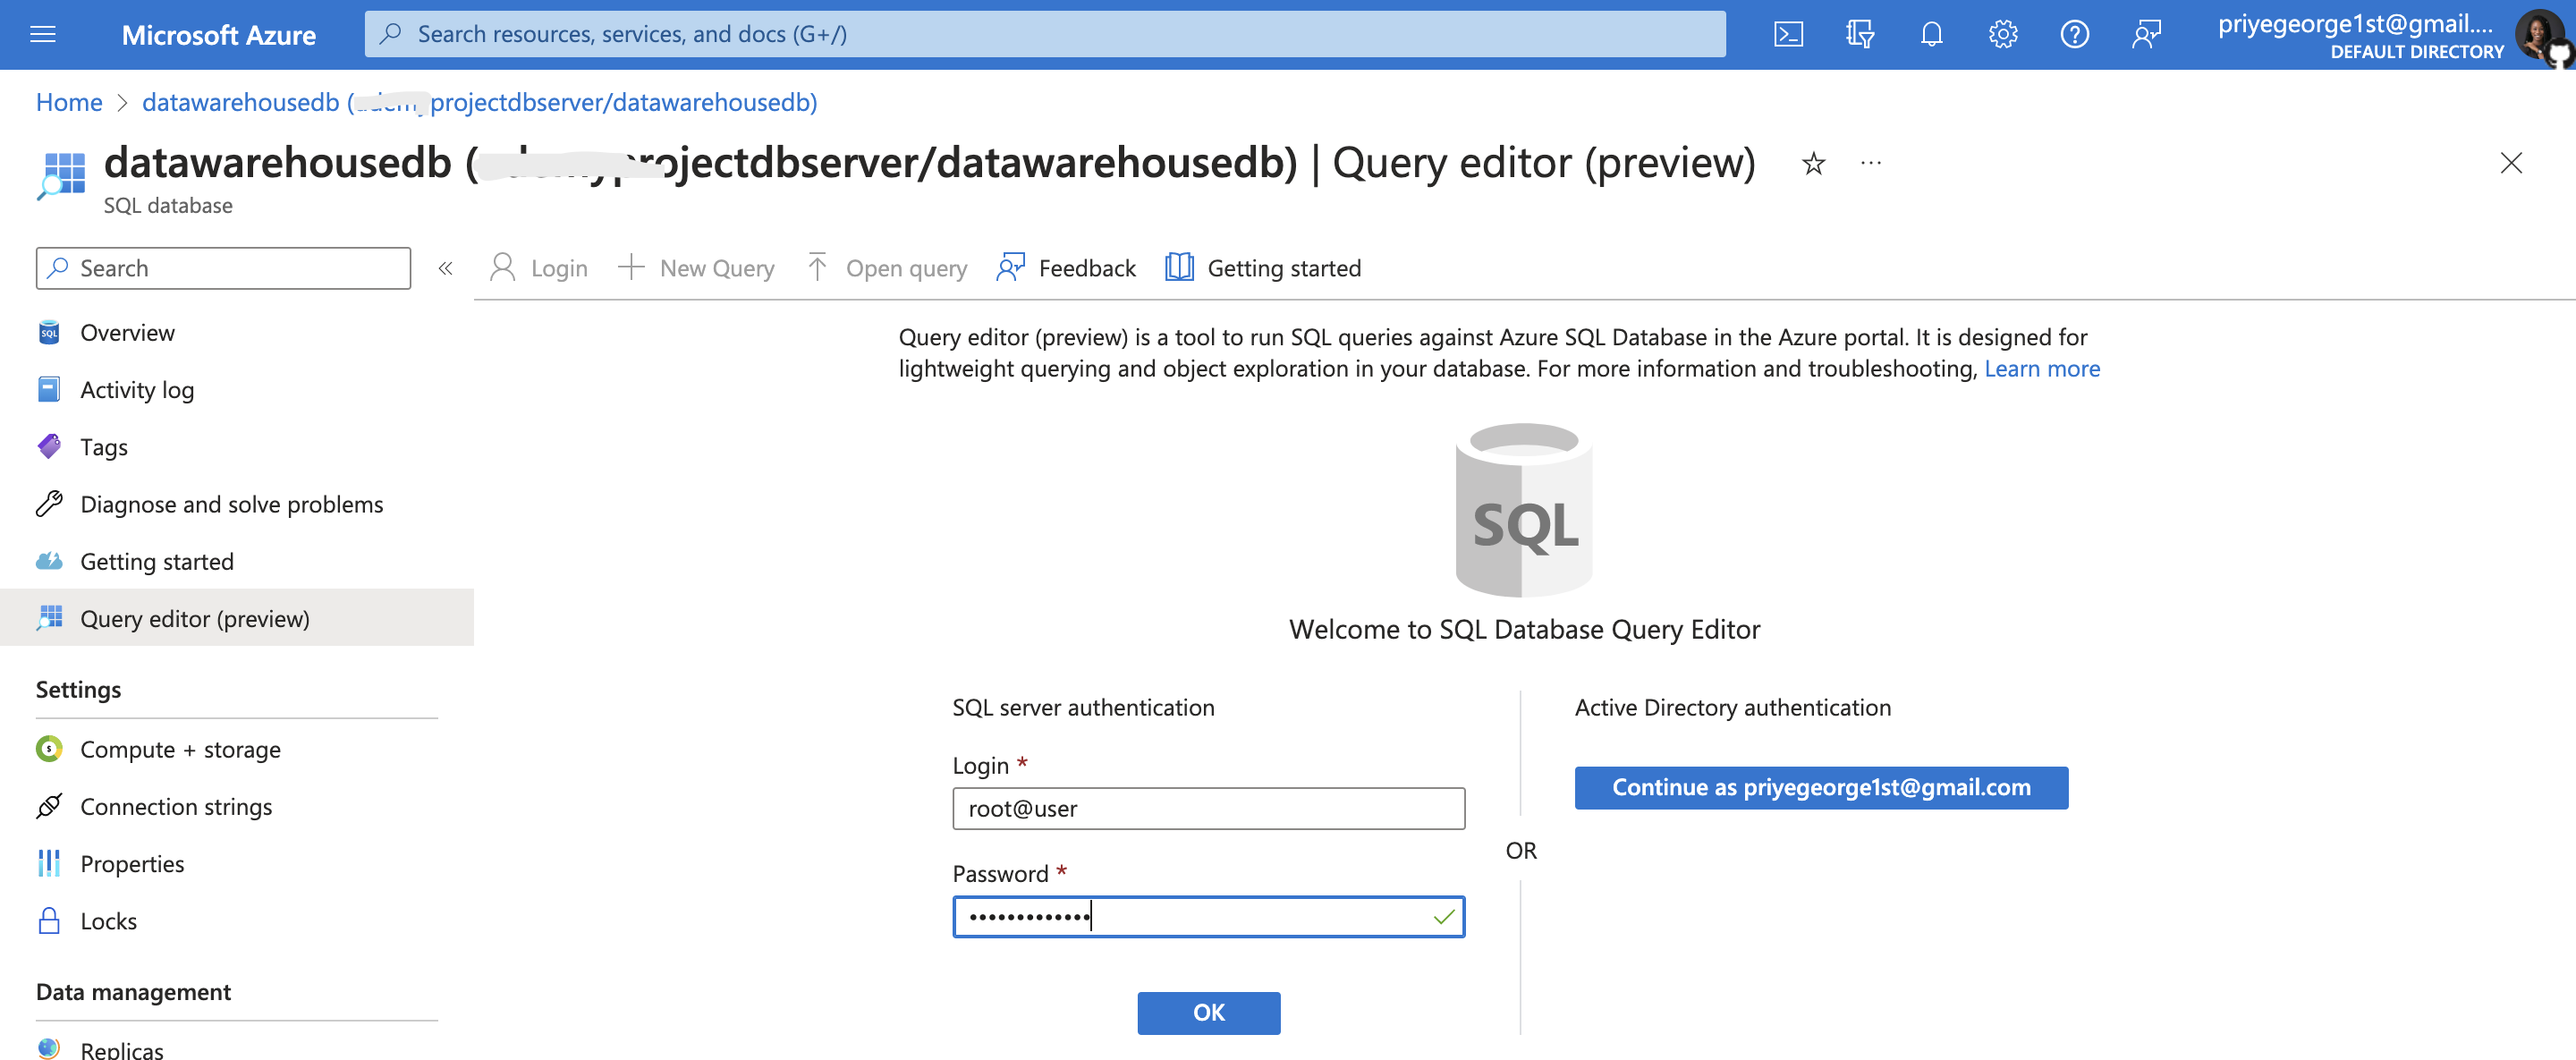 Microsoft Azure
Search resources, services, and docs (G+/)
priyegeorge1st@gmail....
DEFAULT DIRECTORY
Home > datawarehousedb (projectdbserver/datawarehousedb)
datawarehousedb (ojectdbserver/datawarehousedb) | Query editor (preview)
SQL database
Search
Login
New Query
Open query
Feedback
Getting started
SQL
Overview
Activity log
Tags
Diagnose and solve problems
Getting started
Query editor (preview)
Settings
Compute + storage
Connection strings
Properties
Locks
Data management
Replicas
Query editor (preview) is a tool to run SQL queries against Azure SQL Database in the Azure portal. It is designed for
lightweight querying and object exploration in your database. For more information and troubleshooting, Learn more
SQL
Welcome to SQL Database Query Editor
SQL server authentication
Login *
root@user
Password *
OK
OR
Active Directory authentication
Continue as priyegeorge1st@gmail.com